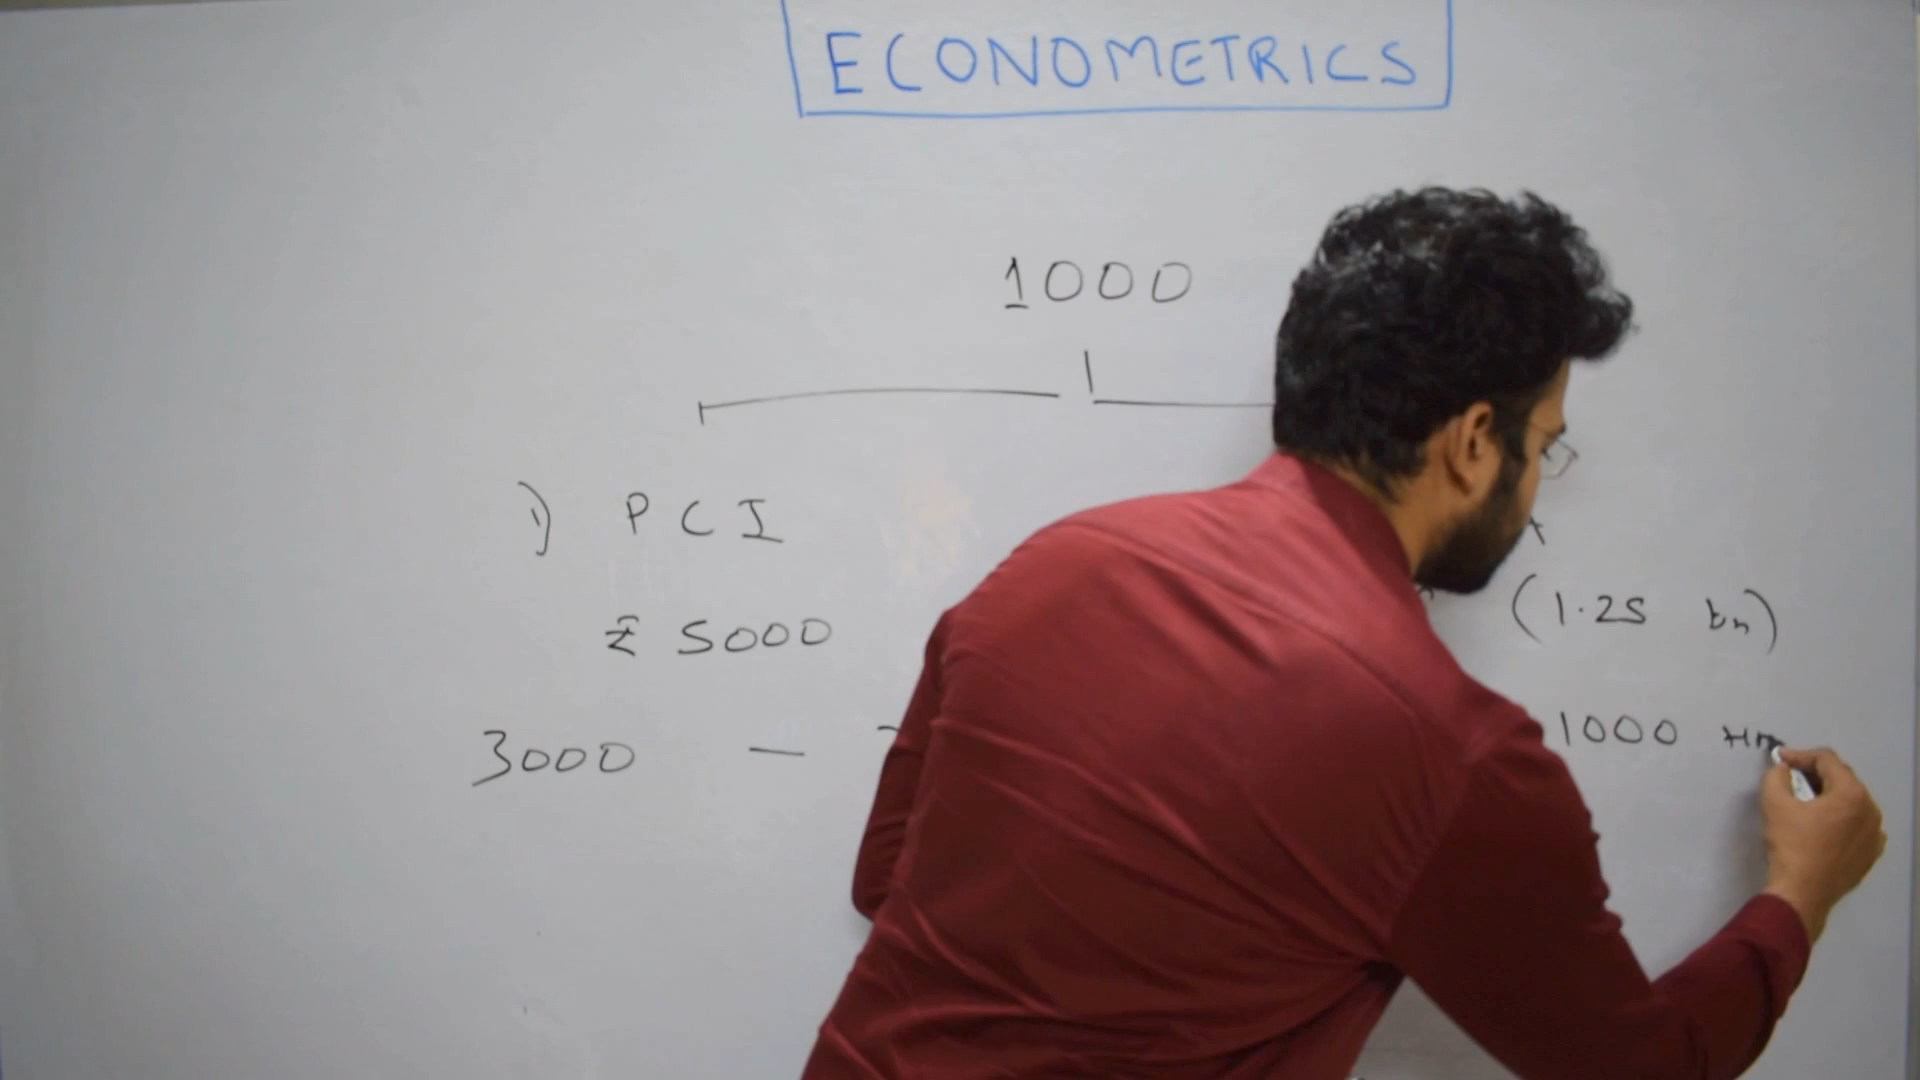 ECONOMETRICS
1000
1) PCI
(1.25 bn)
₹ 5000
1000
3000 —